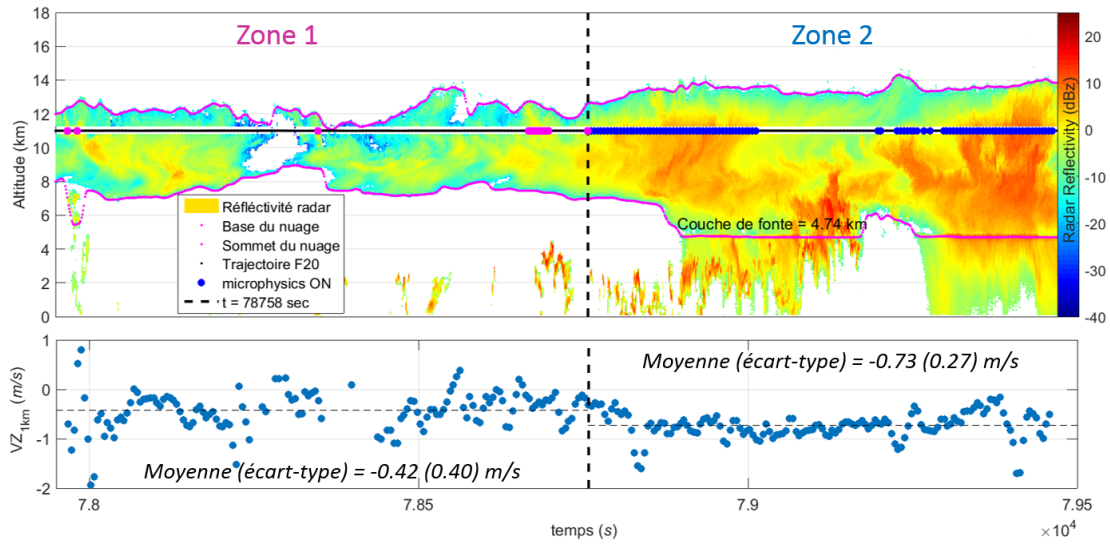 Zone 1
Zone 2
18
16
14
12
10
8
6
4
2
0
Altitude (km)
Réfléctivité radar
Base du nuage
Sommet du nuage
Trajectoire F20
microphysics ON
t = 78758 sec
Couche de fonte = 4.74 km
20
10
0
-10
-20
-30
-40
Radar Reflectivity (dBz)
1
0
-1
-2
VZ1km (m/s)
Moyenne (écart-type) = -0.73 (0.27) m/s
Moyenne (écart-type) = -0.42 (0.40) m/s
7.8
7.85
7.9
7.95
temps (s)
×10⁴